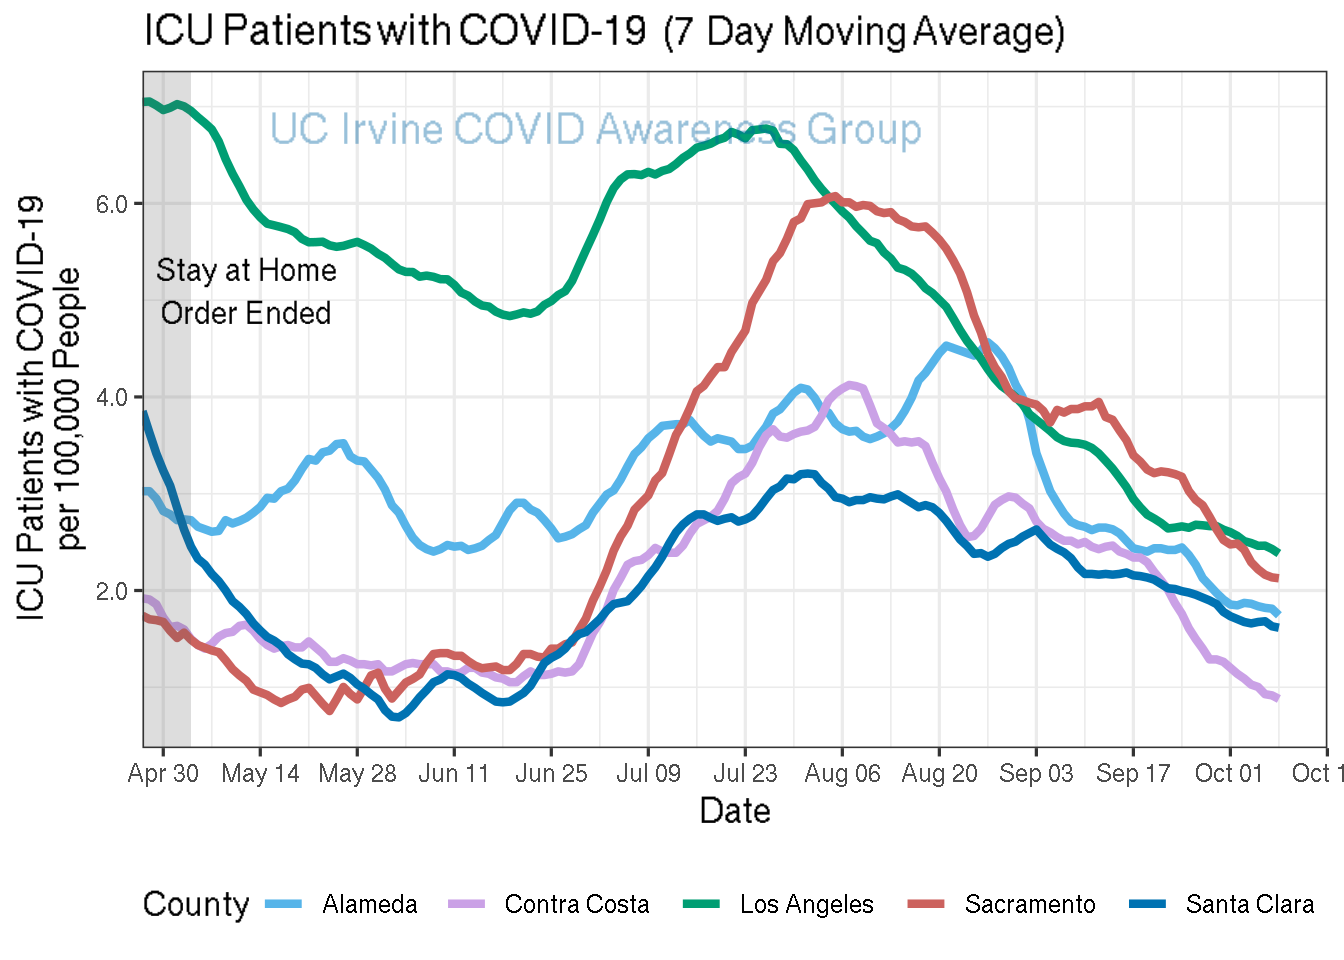 ICU Patients with COVID-19 (7 Day Moving Average)
UC Irvine COVID Awareness Group
6.0
Stay at Home
Order Ended
4.0
2.0
ICU Patients with COVID-19
per 100,000 People
Apr 30 May 14 May 28 Jun 11 Jun 25 Jul 09 Jul 23 Aug 06 Aug 20 Sep 03 Sep 17 Oct 01 Oct 1
Date
County Alameda Contra Costa Los Angeles Sacramento Santa Clara